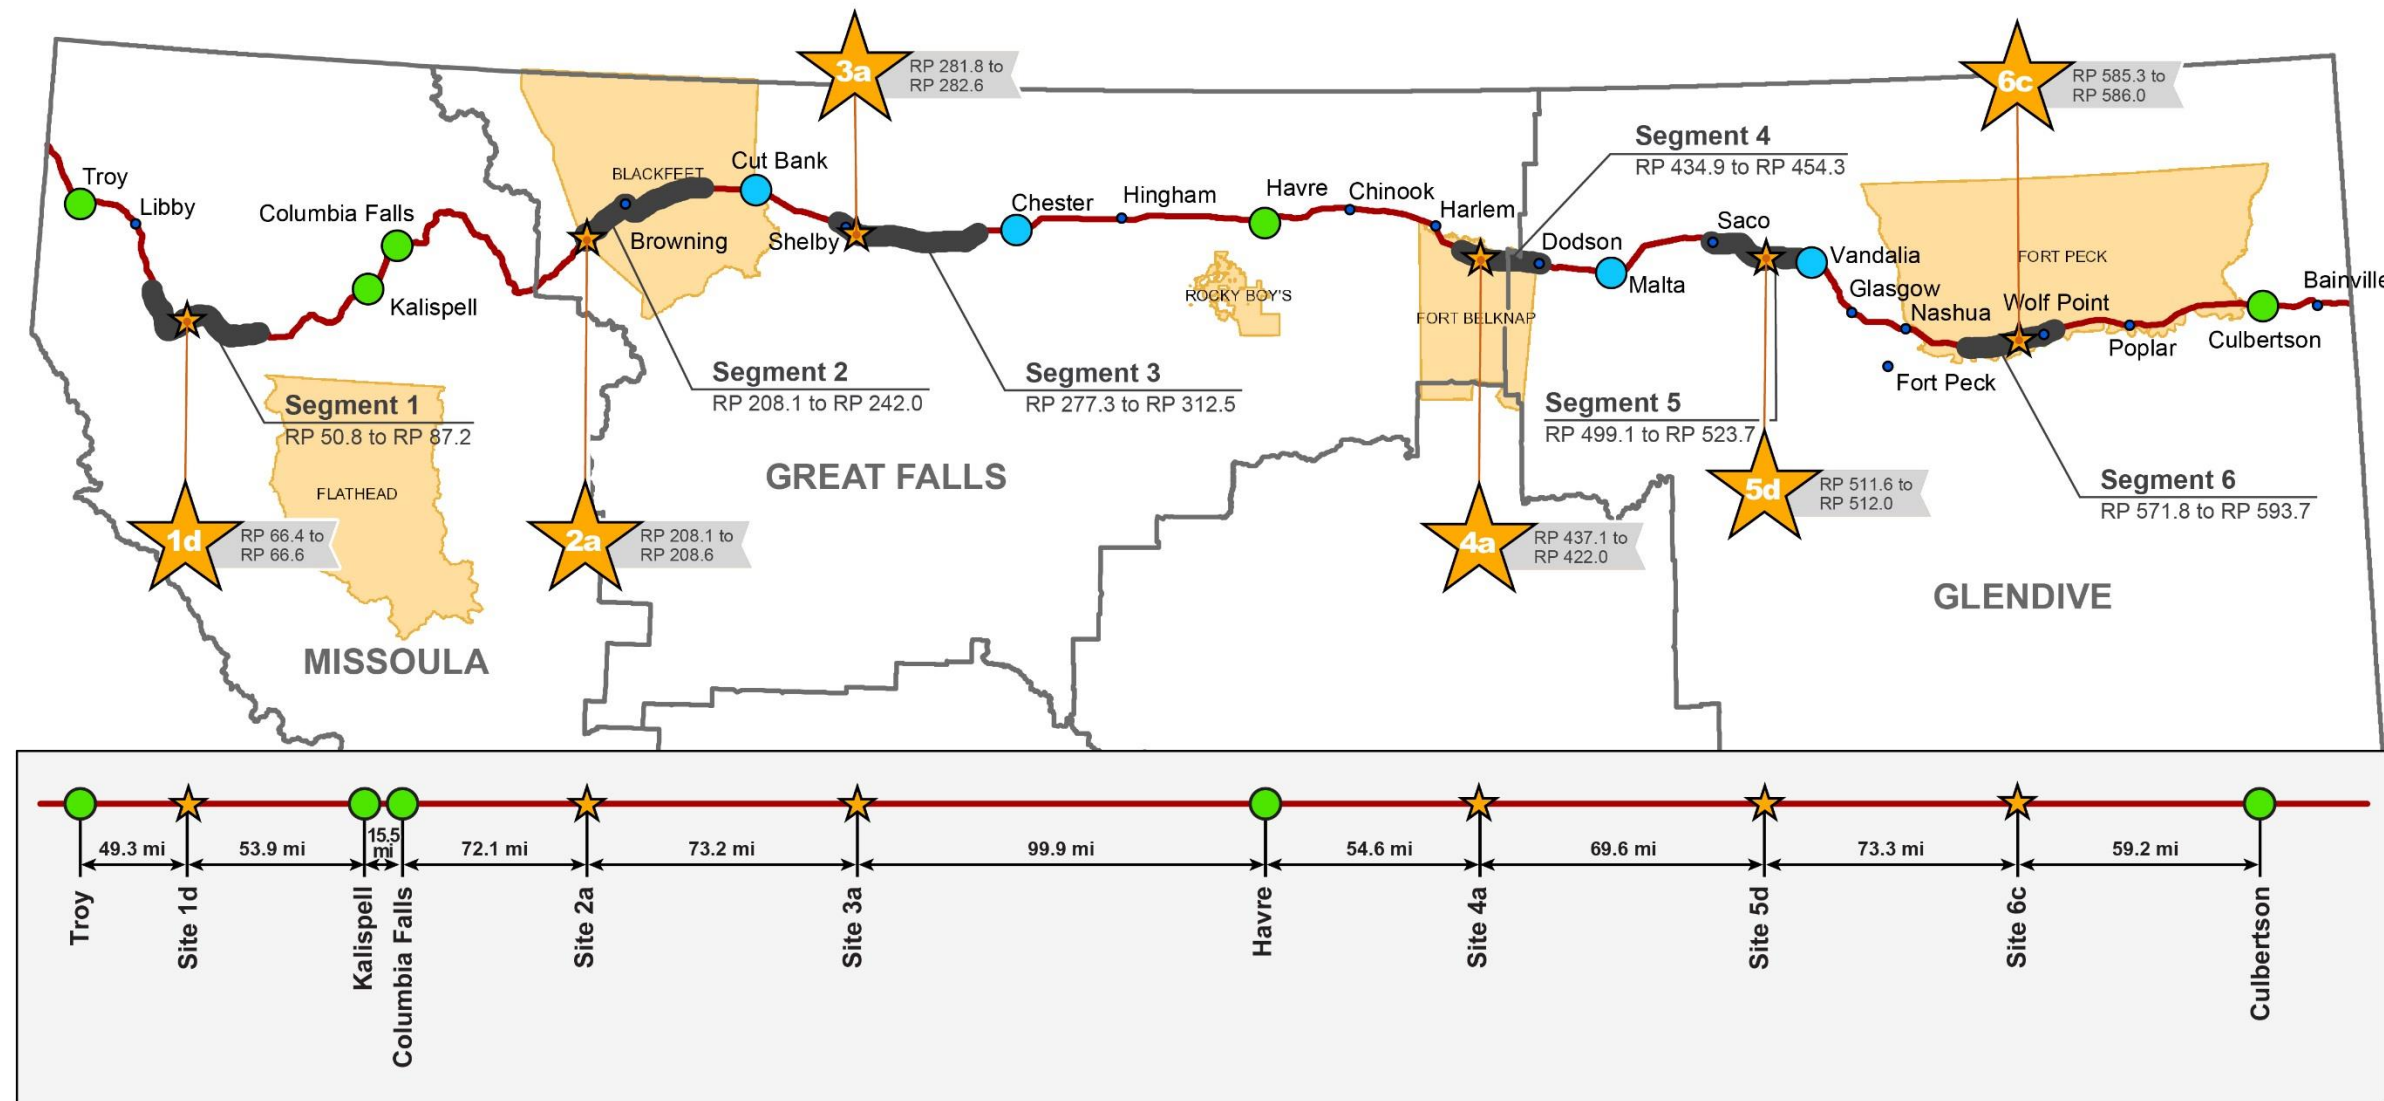 3a
RP 281.8 to
RP 282.6
6c
RP 585.3 to
RP 586.0
Segment 4
RP 434.9 to RP 454.3
Troy
Libby
Columbia Falls
Kalispell
BLACKFEET
Cut Bank
Browning
Shelby
Chester
Hingham
Havre
Chinook
Harlem
Dodson
Malta
Saco
Vandalia
Glasgow
Nashua
FORT PECK
Wolf Point
Bainville
Poplar
Culbertson
Fort Peck
ROCKY BOY'S
FORT BELKNAP
Segment 1
RP 50.8 to RP 87.2
Segment 2
RP 208.1 to RP 242.0
Segment 3
RP 277.3 to RP 312.5
Segment 5
RP 499.1 to RP 523.7
Segment 6
RP 571.8 to RP 593.7
FLATHEAD
GREAT FALLS
1d
RP 66.4 to
RP 66.6
2a
RP 208.1 to
RP 208.6
4a
RP 437.1 to
RP 422.0
5d
RP 511.6 to
RP 512.0
GLENDIVE
MISSOULA
49.3 mi
53.9 mi
15.5
mi
72.1 mi
73.2 mi
99.9 mi
54.6 mi
69.6 mi
73.3 mi
59.2 mi
Troy
Site 1d
Kalispell
Columbia Falls
Site 2a
Site 3a
Havre
Site 4a
Site 5d
Site 6c
Culbertson